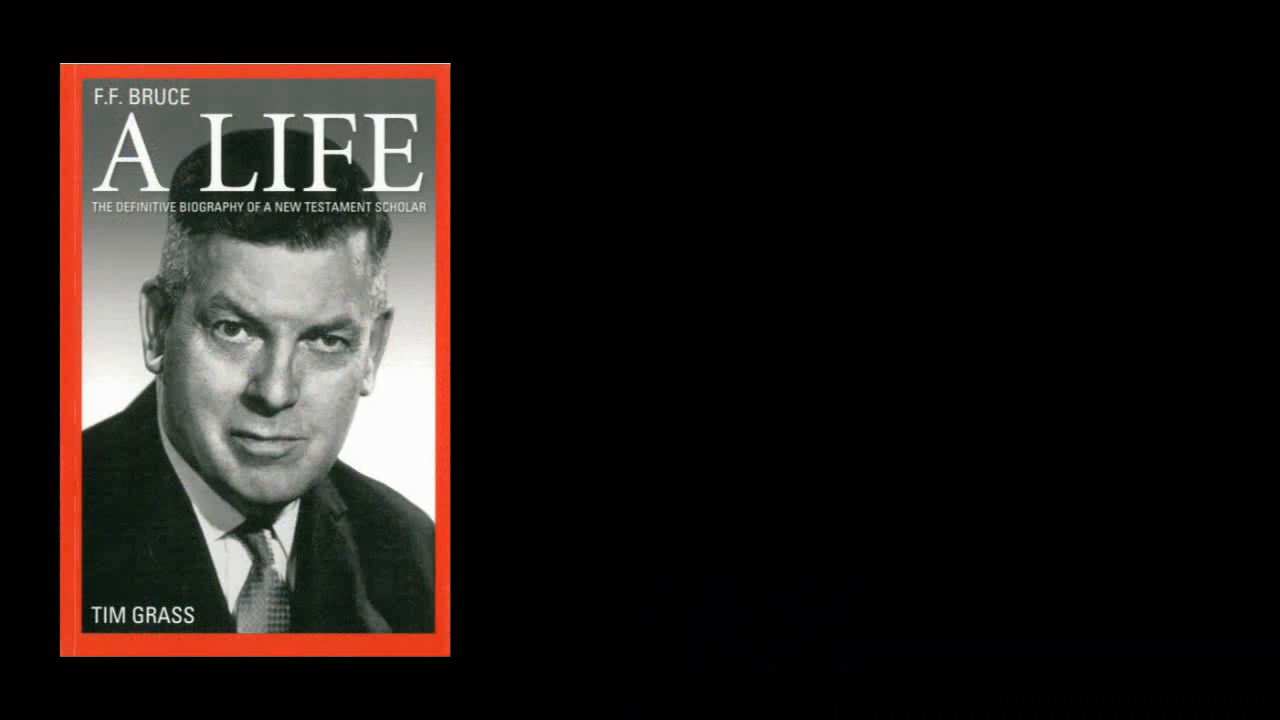 F.F. BRUCE
A LIFE
THE DEFINITIVE BIOGRAPHY OF A NEW TESTAMENT SCHOLAR
TIM GRASS